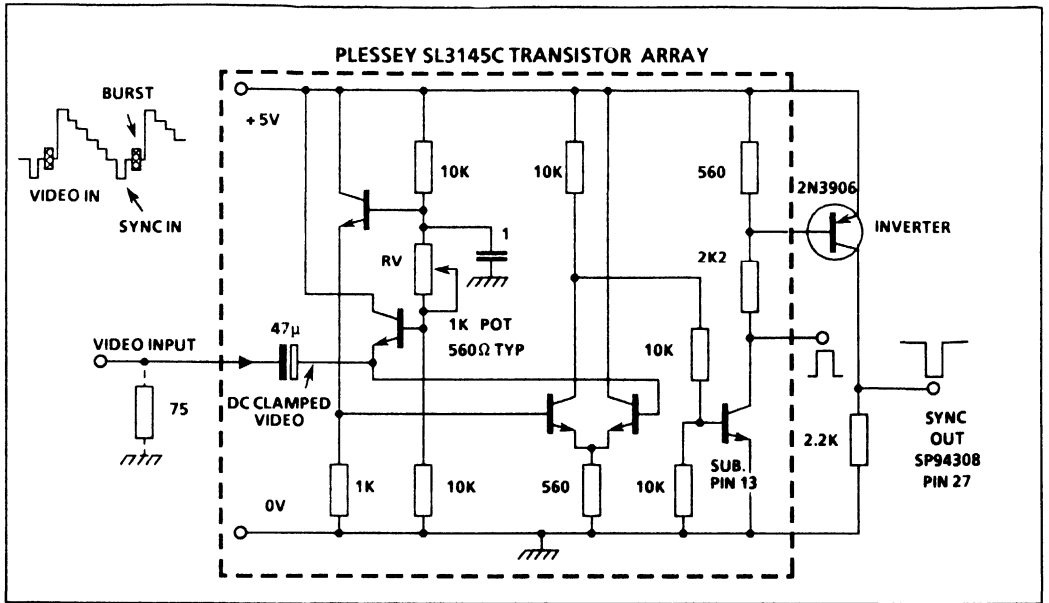 PLESSEY SL3145C TRANSISTOR ARRAY
BURST
+5V
VIDEO IN
SYNC IN
10K
10K
560
2N3906
INVERTER
1
RV
2K2
1K POT
560Ω TYP
47μ
VIDEO INPUT
10K
DC CLAMPED
VIDEO
75
SYNC
OUT
SP94308
PIN 27
2.2K
SUB.
PIN 13
1K
10K
560
10K
0V